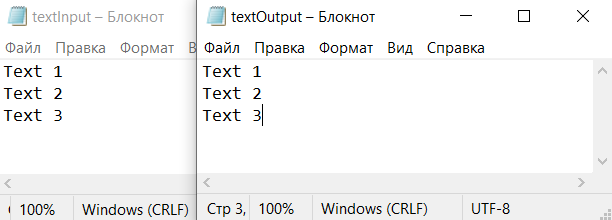 textInput – Блокнот
Файл Правка Формат В
Text 1
Text 2
Text 3
100% Windows (CRLF)
textOutput – Блокнот
Файл Правка Формат Вид Справка
Text 1
Text 2
Text 3
Стр 3, 100% Windows (CRLF) UTF-8